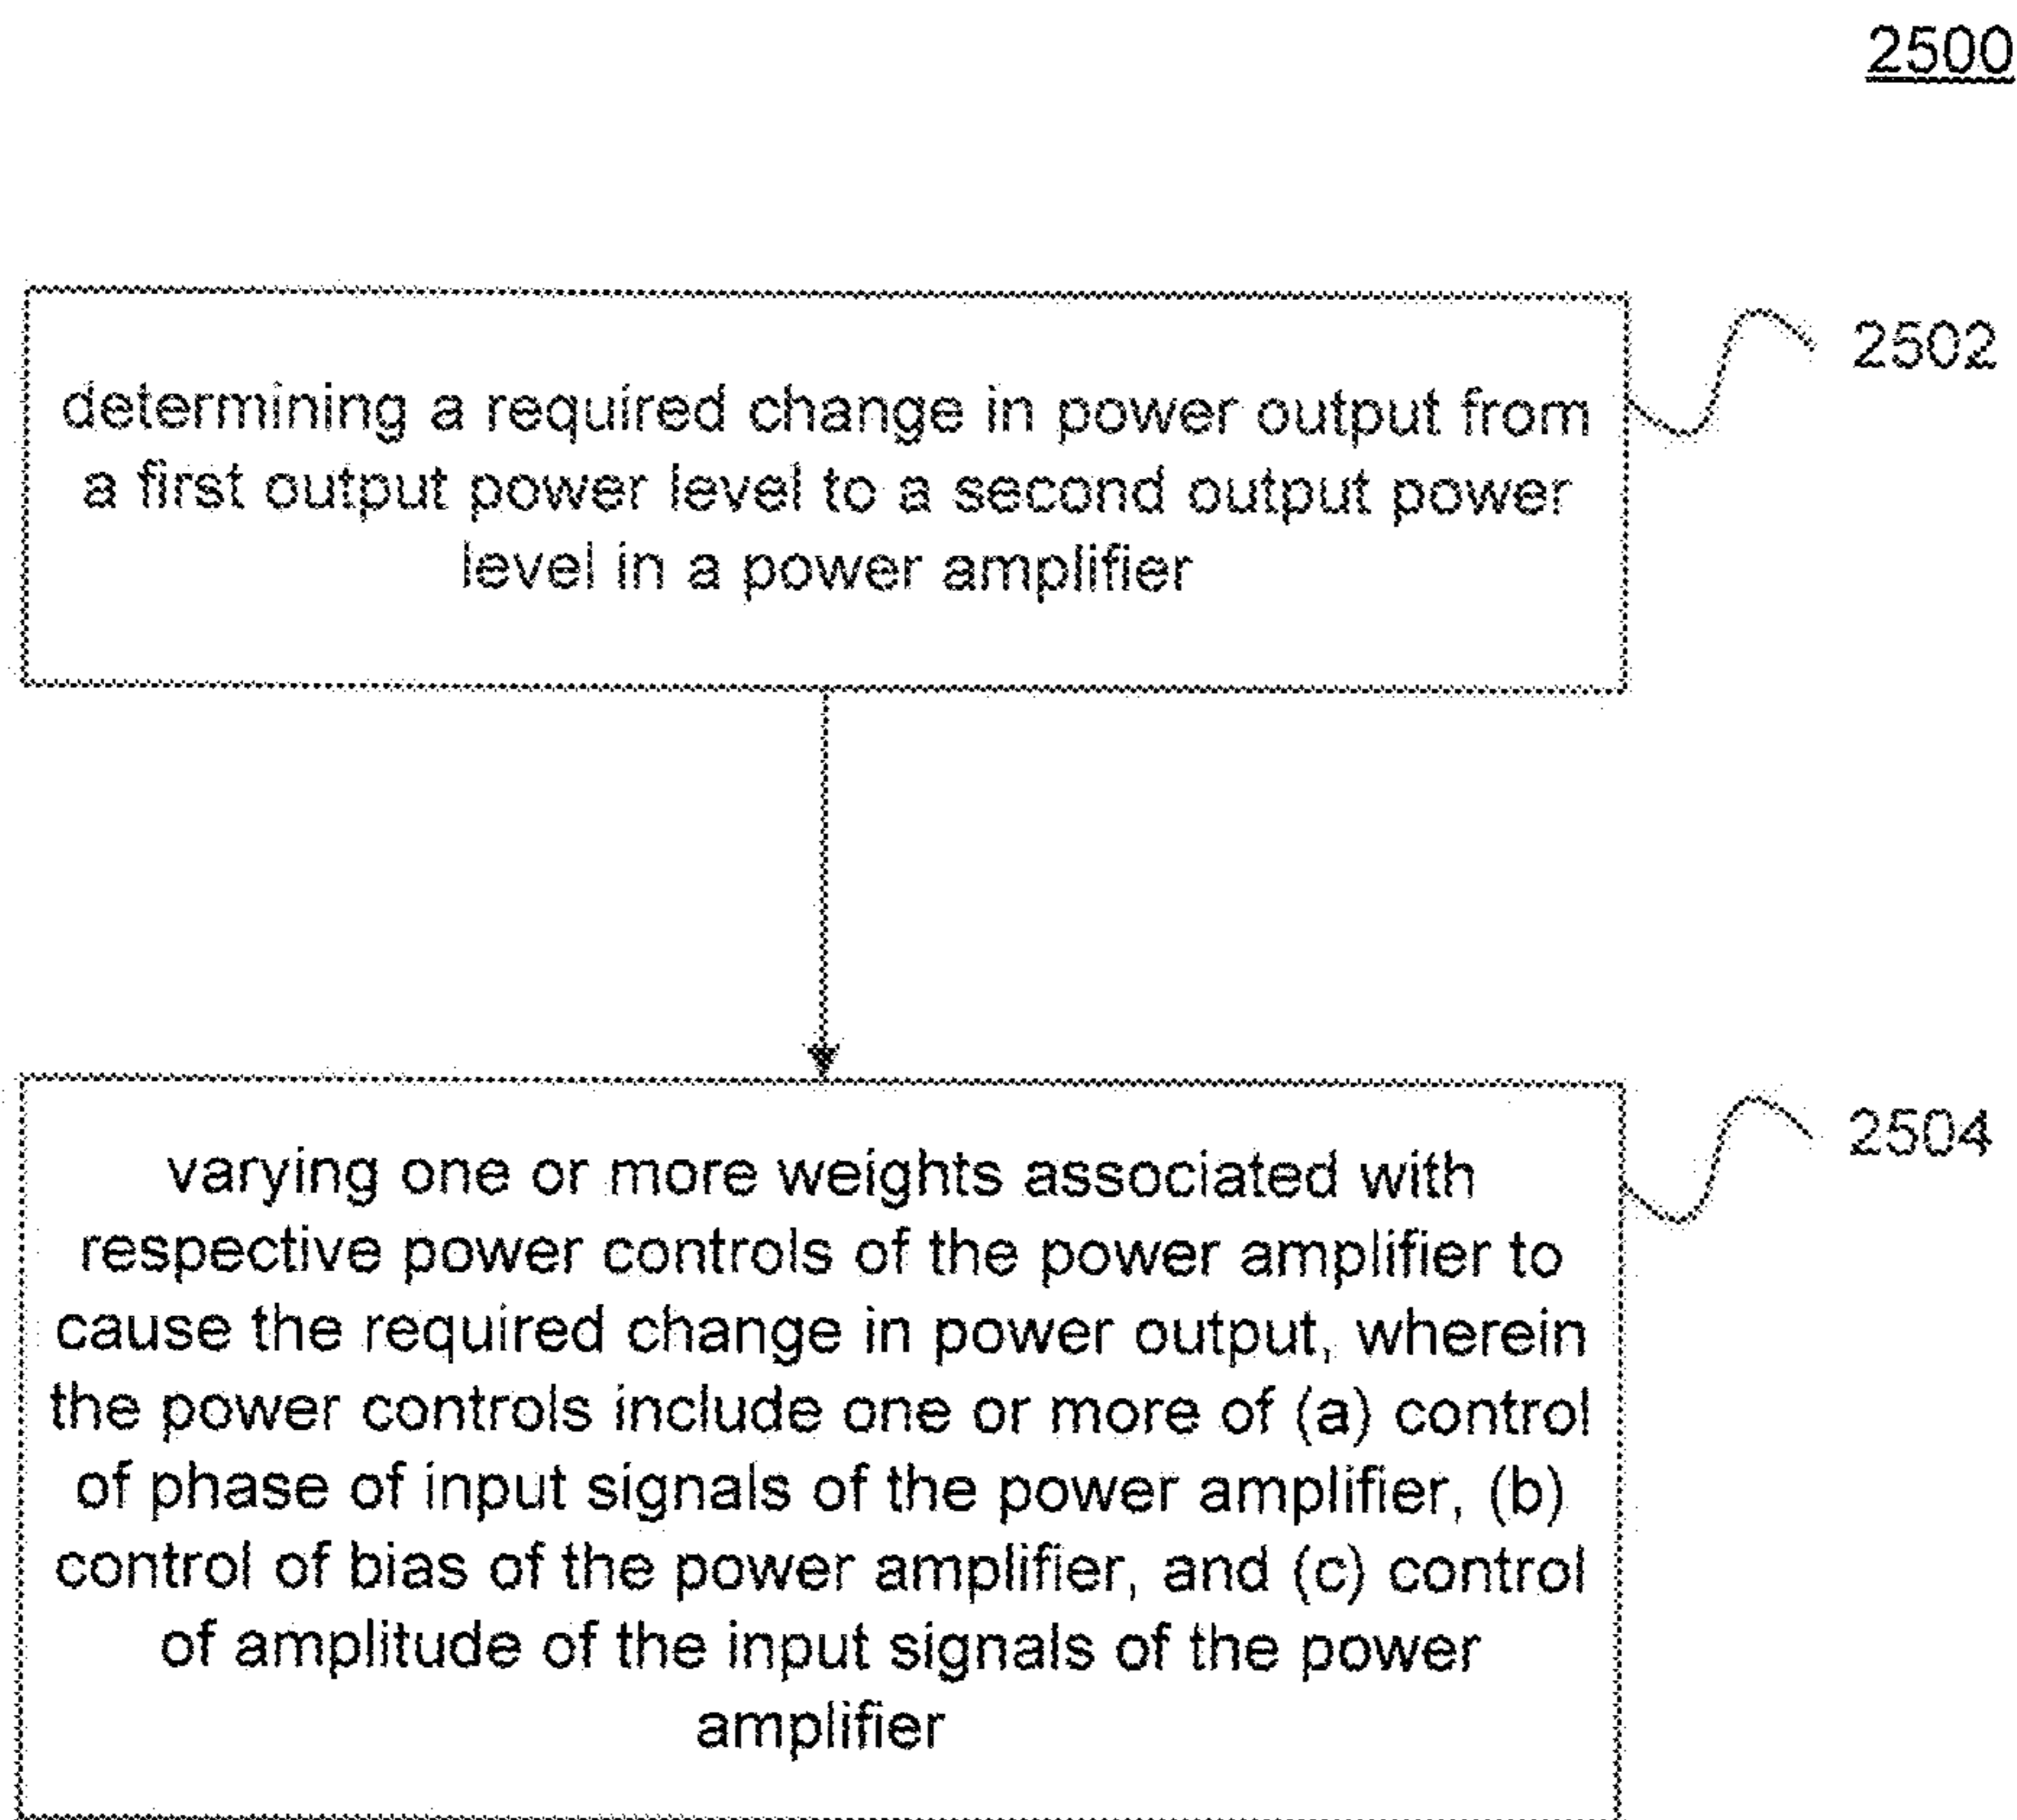 2500
determining a required change in power output from
2502
a first output power level to a second output power
level in a power amplifier
varying one or more weights associated with
2504
respective power controls of the power amplifier to
cause the required change in power output, wherein
the power controls include one or more of (a) control
of phase of input signals of the power amplifier, (b)
control of bias of the power amplifier, and (c) control
of amplitude of the input signals of the power
amplifier